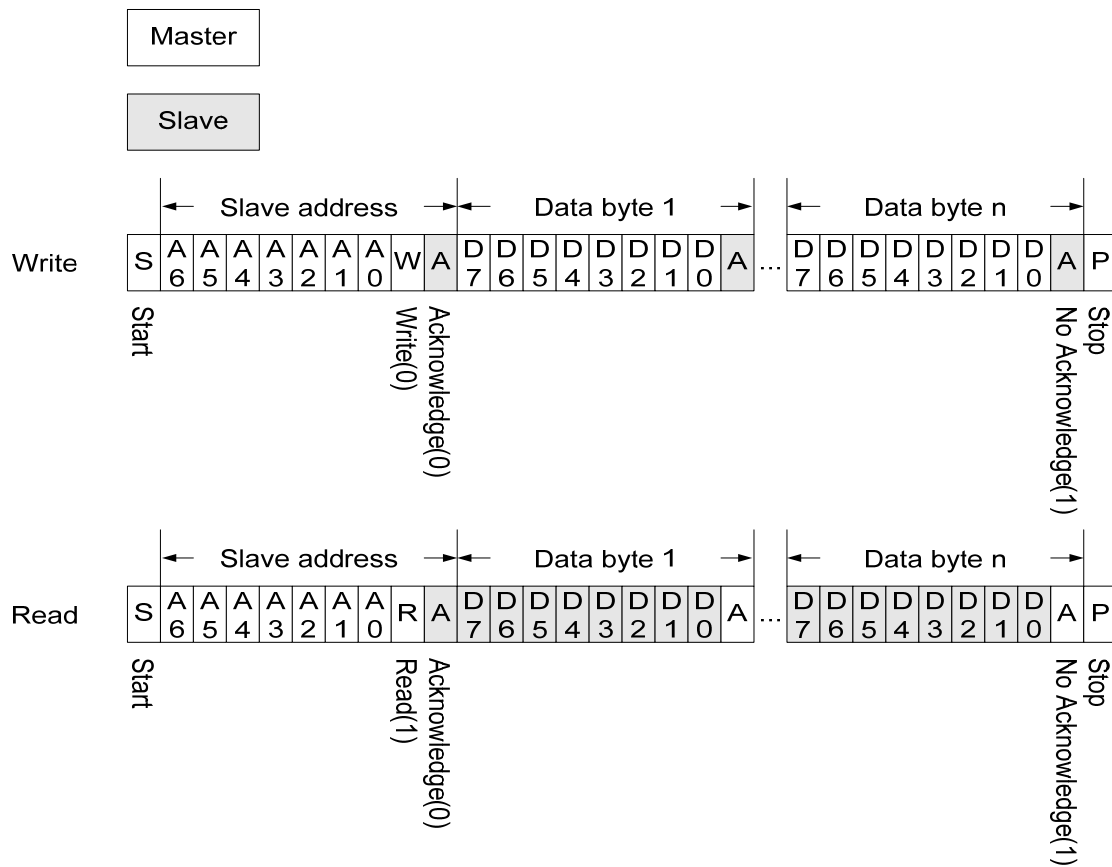 Master
Slave
Slave address Data byte 1 Data byte n
Write S A6 A5 A4 A3 A2 A1 A0 W A D7 D6 D5 D4 D3 D2 D1 D0 A ... D7 D6 D5 D4 D3 D2 D1 D0 A P
Start Write(0) Acknowledge(0) No Acknowledge(1) Stop
Slave address Data byte 1 Data byte n
Read S A6 A5 A4 A3 A2 A1 A0 R A D7 D6 D5 D4 D3 D2 D1 D0 A ... D7 D6 D5 D4 D3 D2 D1 D0 A P
Start Read(1) Acknowledge(0) No Acknowledge(1) Stop